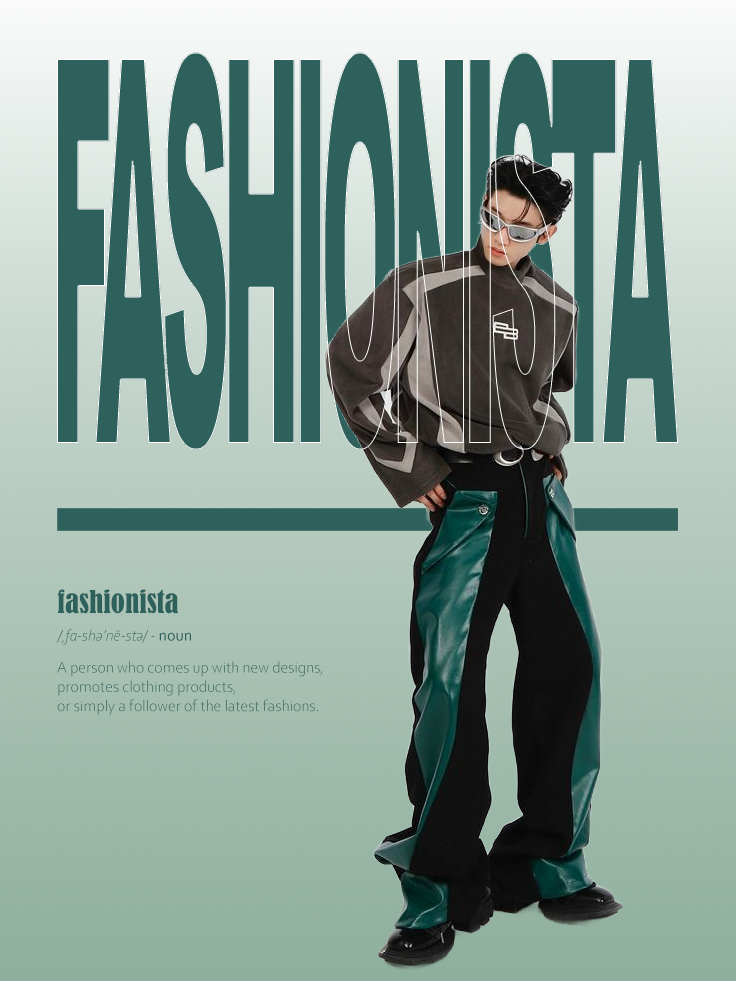 FASHIONISTA
fashionista
/ˌfa-shə'nē-stə/ - noun
A person who comes up with new designs,
promotes clothing products,
or simply a follower of the latest fashions.